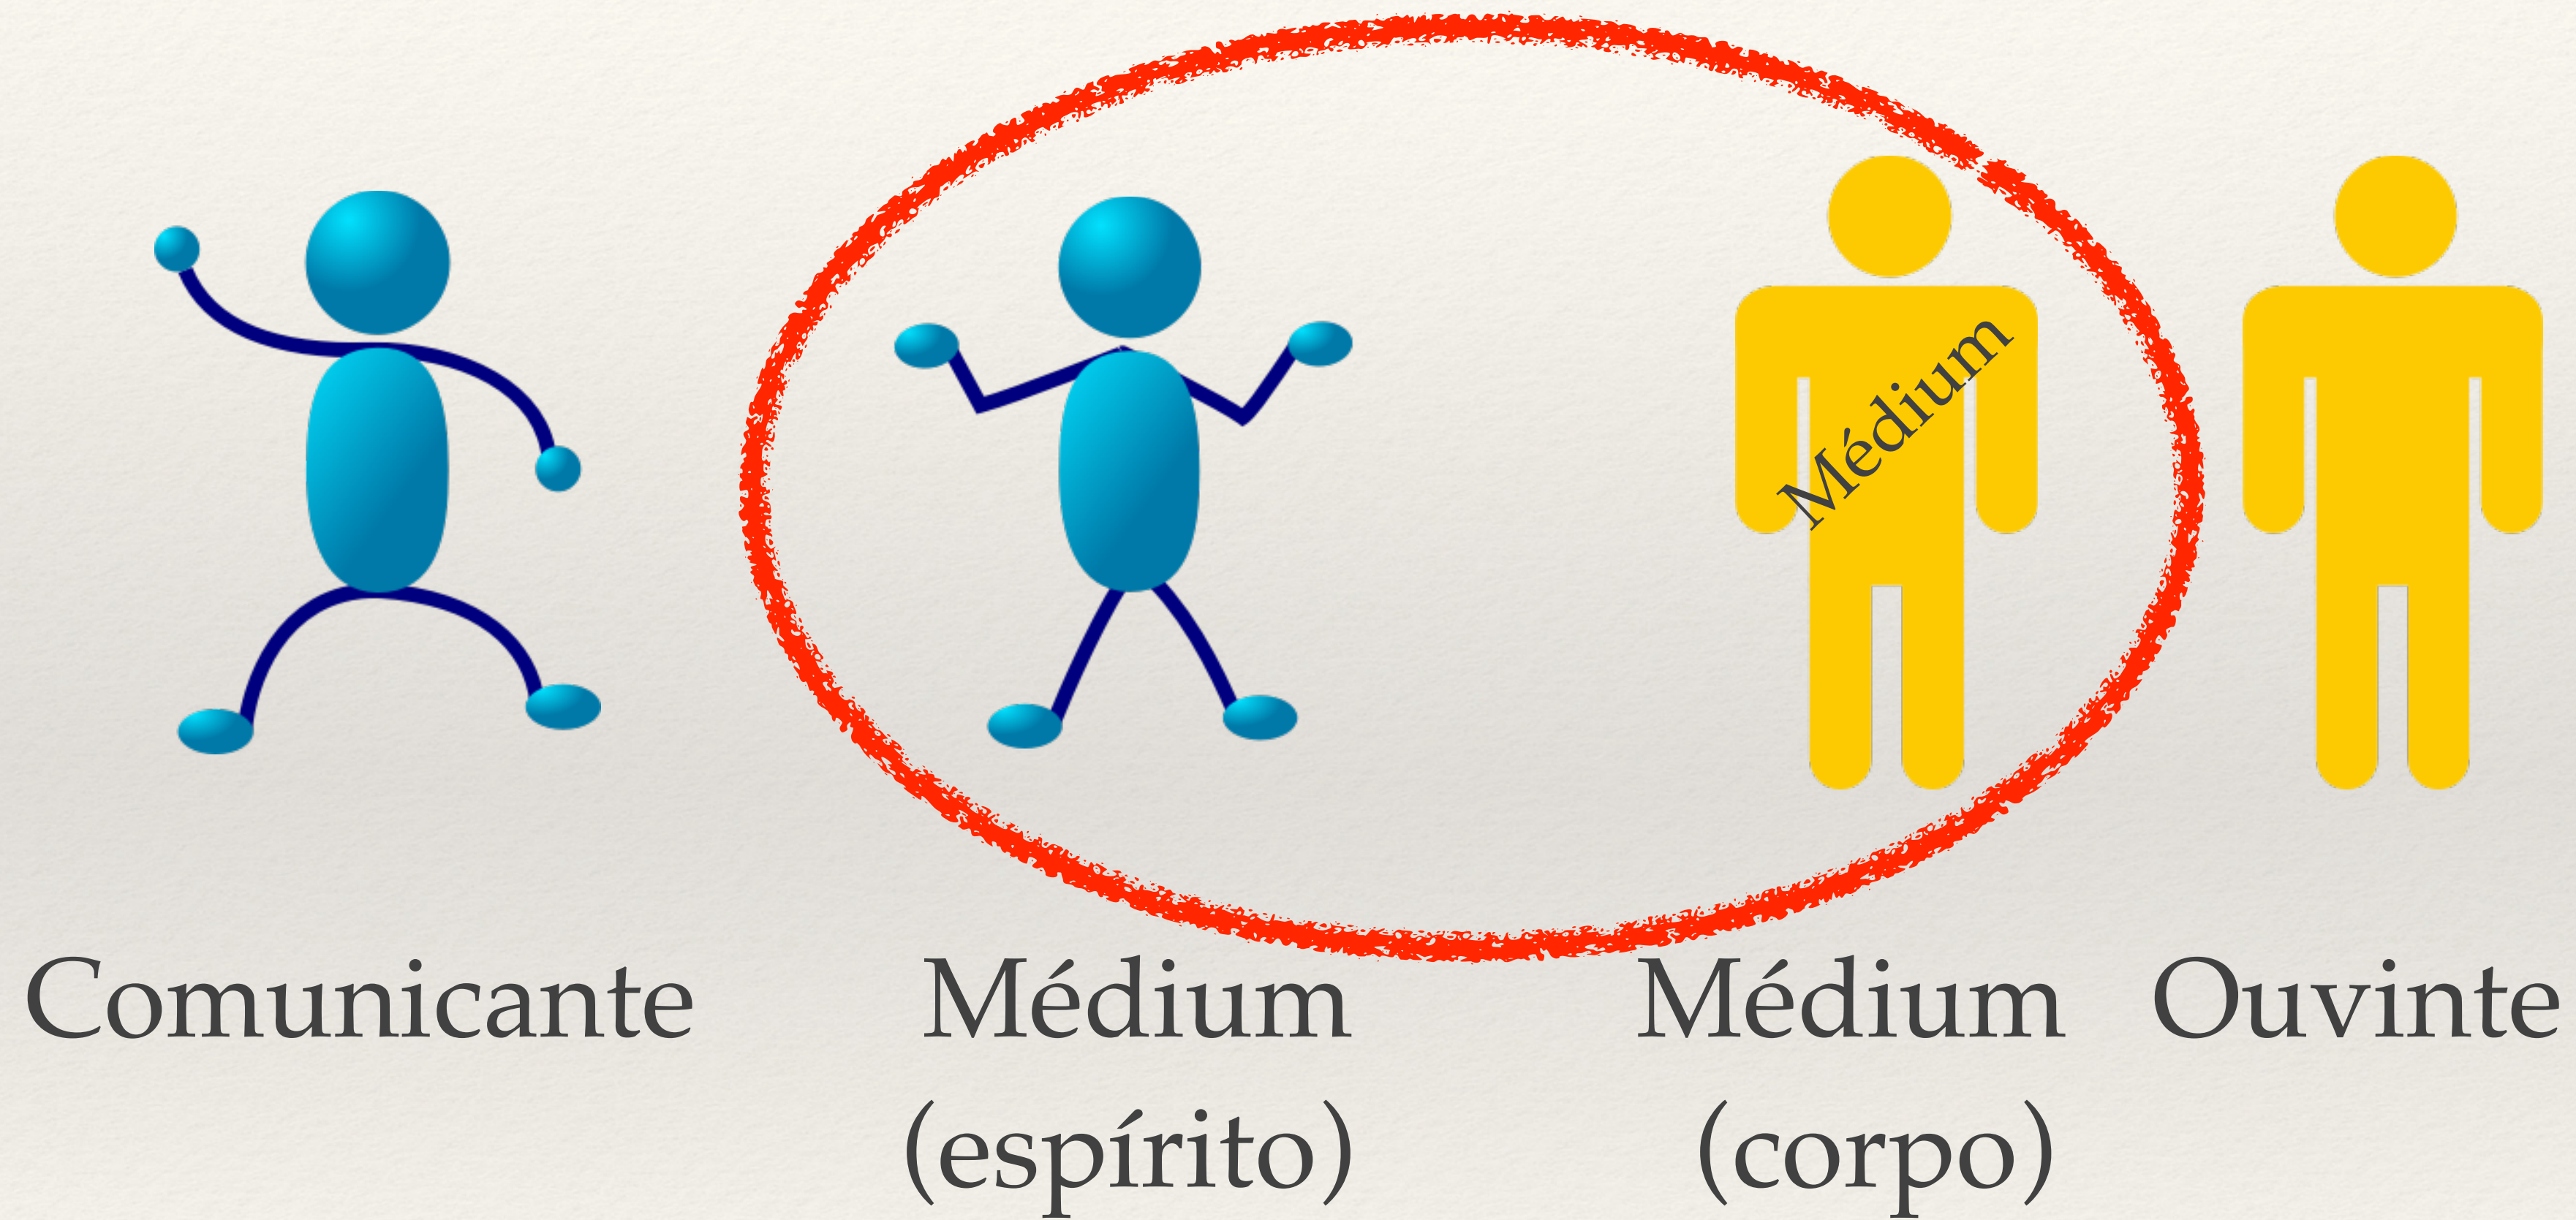 Médium
Comunicante
Médium
(espírito)
Médium
(corpo)
Ouvinte